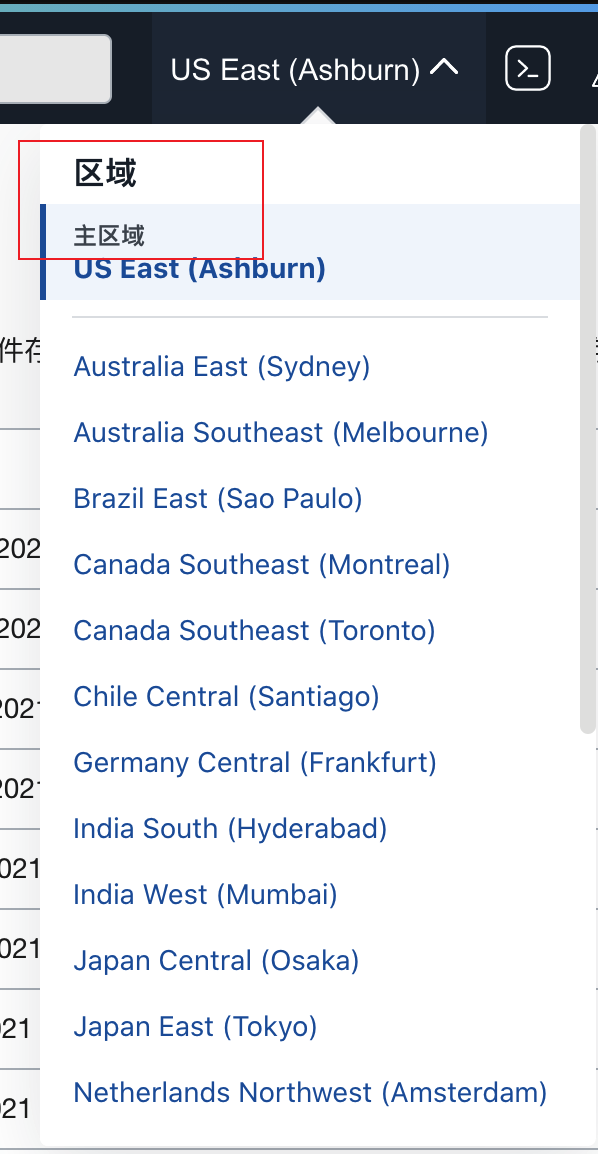 US East (Ashburn)
区域
主区域
US East (Ashburn)
Australia East (Sydney)
Australia Southeast (Melbourne)
Brazil East (Sao Paulo)
Canada Southeast (Montreal)
Canada Southeast (Toronto)
Chile Central (Santiago)
Germany Central (Frankfurt)
India South (Hyderabad)
India West (Mumbai)
Japan Central (Osaka)
Japan East (Tokyo)
Netherlands Northwest (Amsterdam)